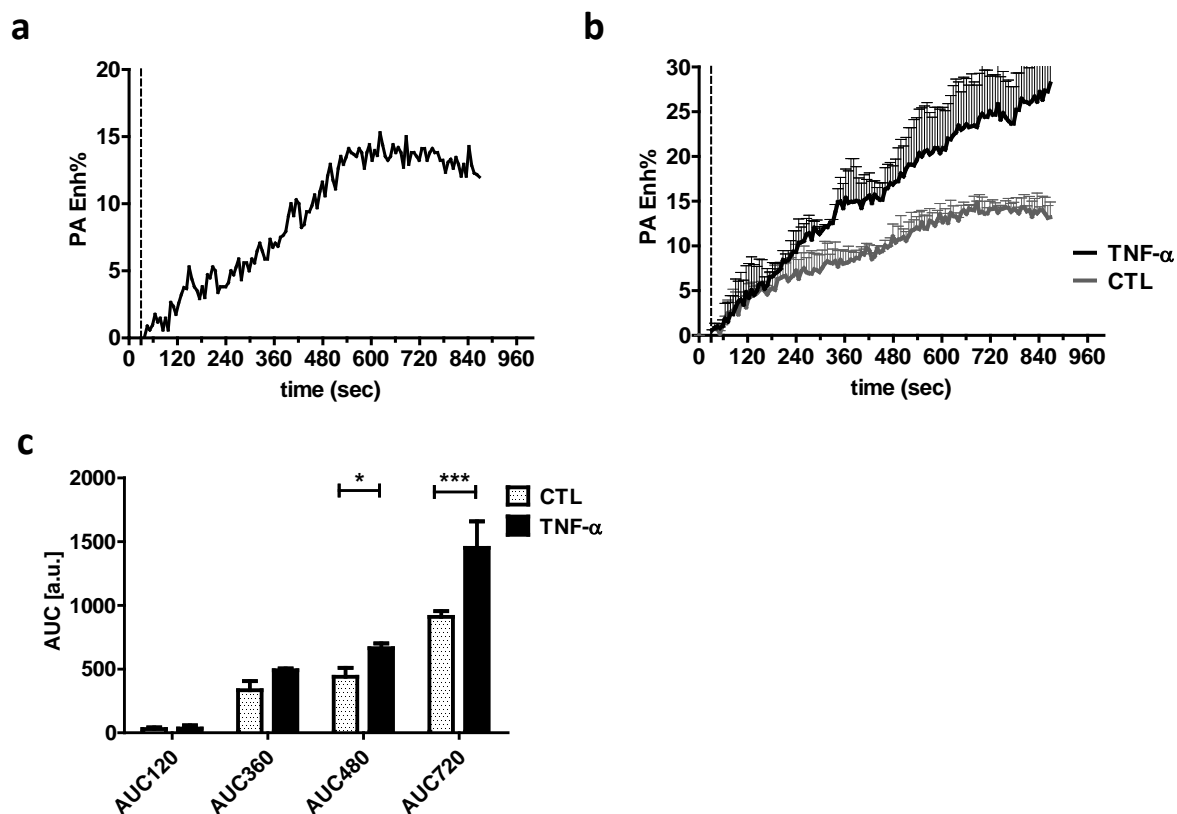 a
20
15
10
5
0
PA Enh%
0 120 240 360 480 600 720 840 960
time (sec)
b
30
25
20
15
10
5
0
PA Enh%
0 120 240 360 480 600 720 840 960
time (sec)
TNF-α
CTL
c
2000
1500
1000
500
0
AUC [a.u.]
* ***
CTL
TNF-α
AUC120 AUC360 AUC480 AUC720